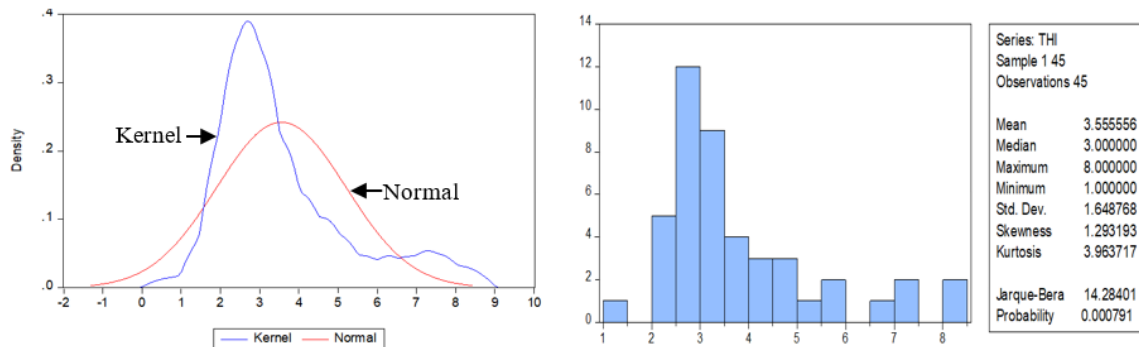 .4
.3
.2
.1
.0
Density
Kernel
Normal
-2 -1 0 1 2 3 4 5 6 7 8 9 10
Kernel Normal
14
12
10
8
6
4
2
0
1 2 3 4 5 6 7 8
Series: THI
Sample 1 45
Observations 45
Mean 3.555556
Median 3.000000
Maximum 8.000000
Minimum 1.000000
Std. Dev. 1.648768
Skewness 1.293193
Kurtosis 3.963717
Jarque-Bera 14.28401
Probability 0.000791